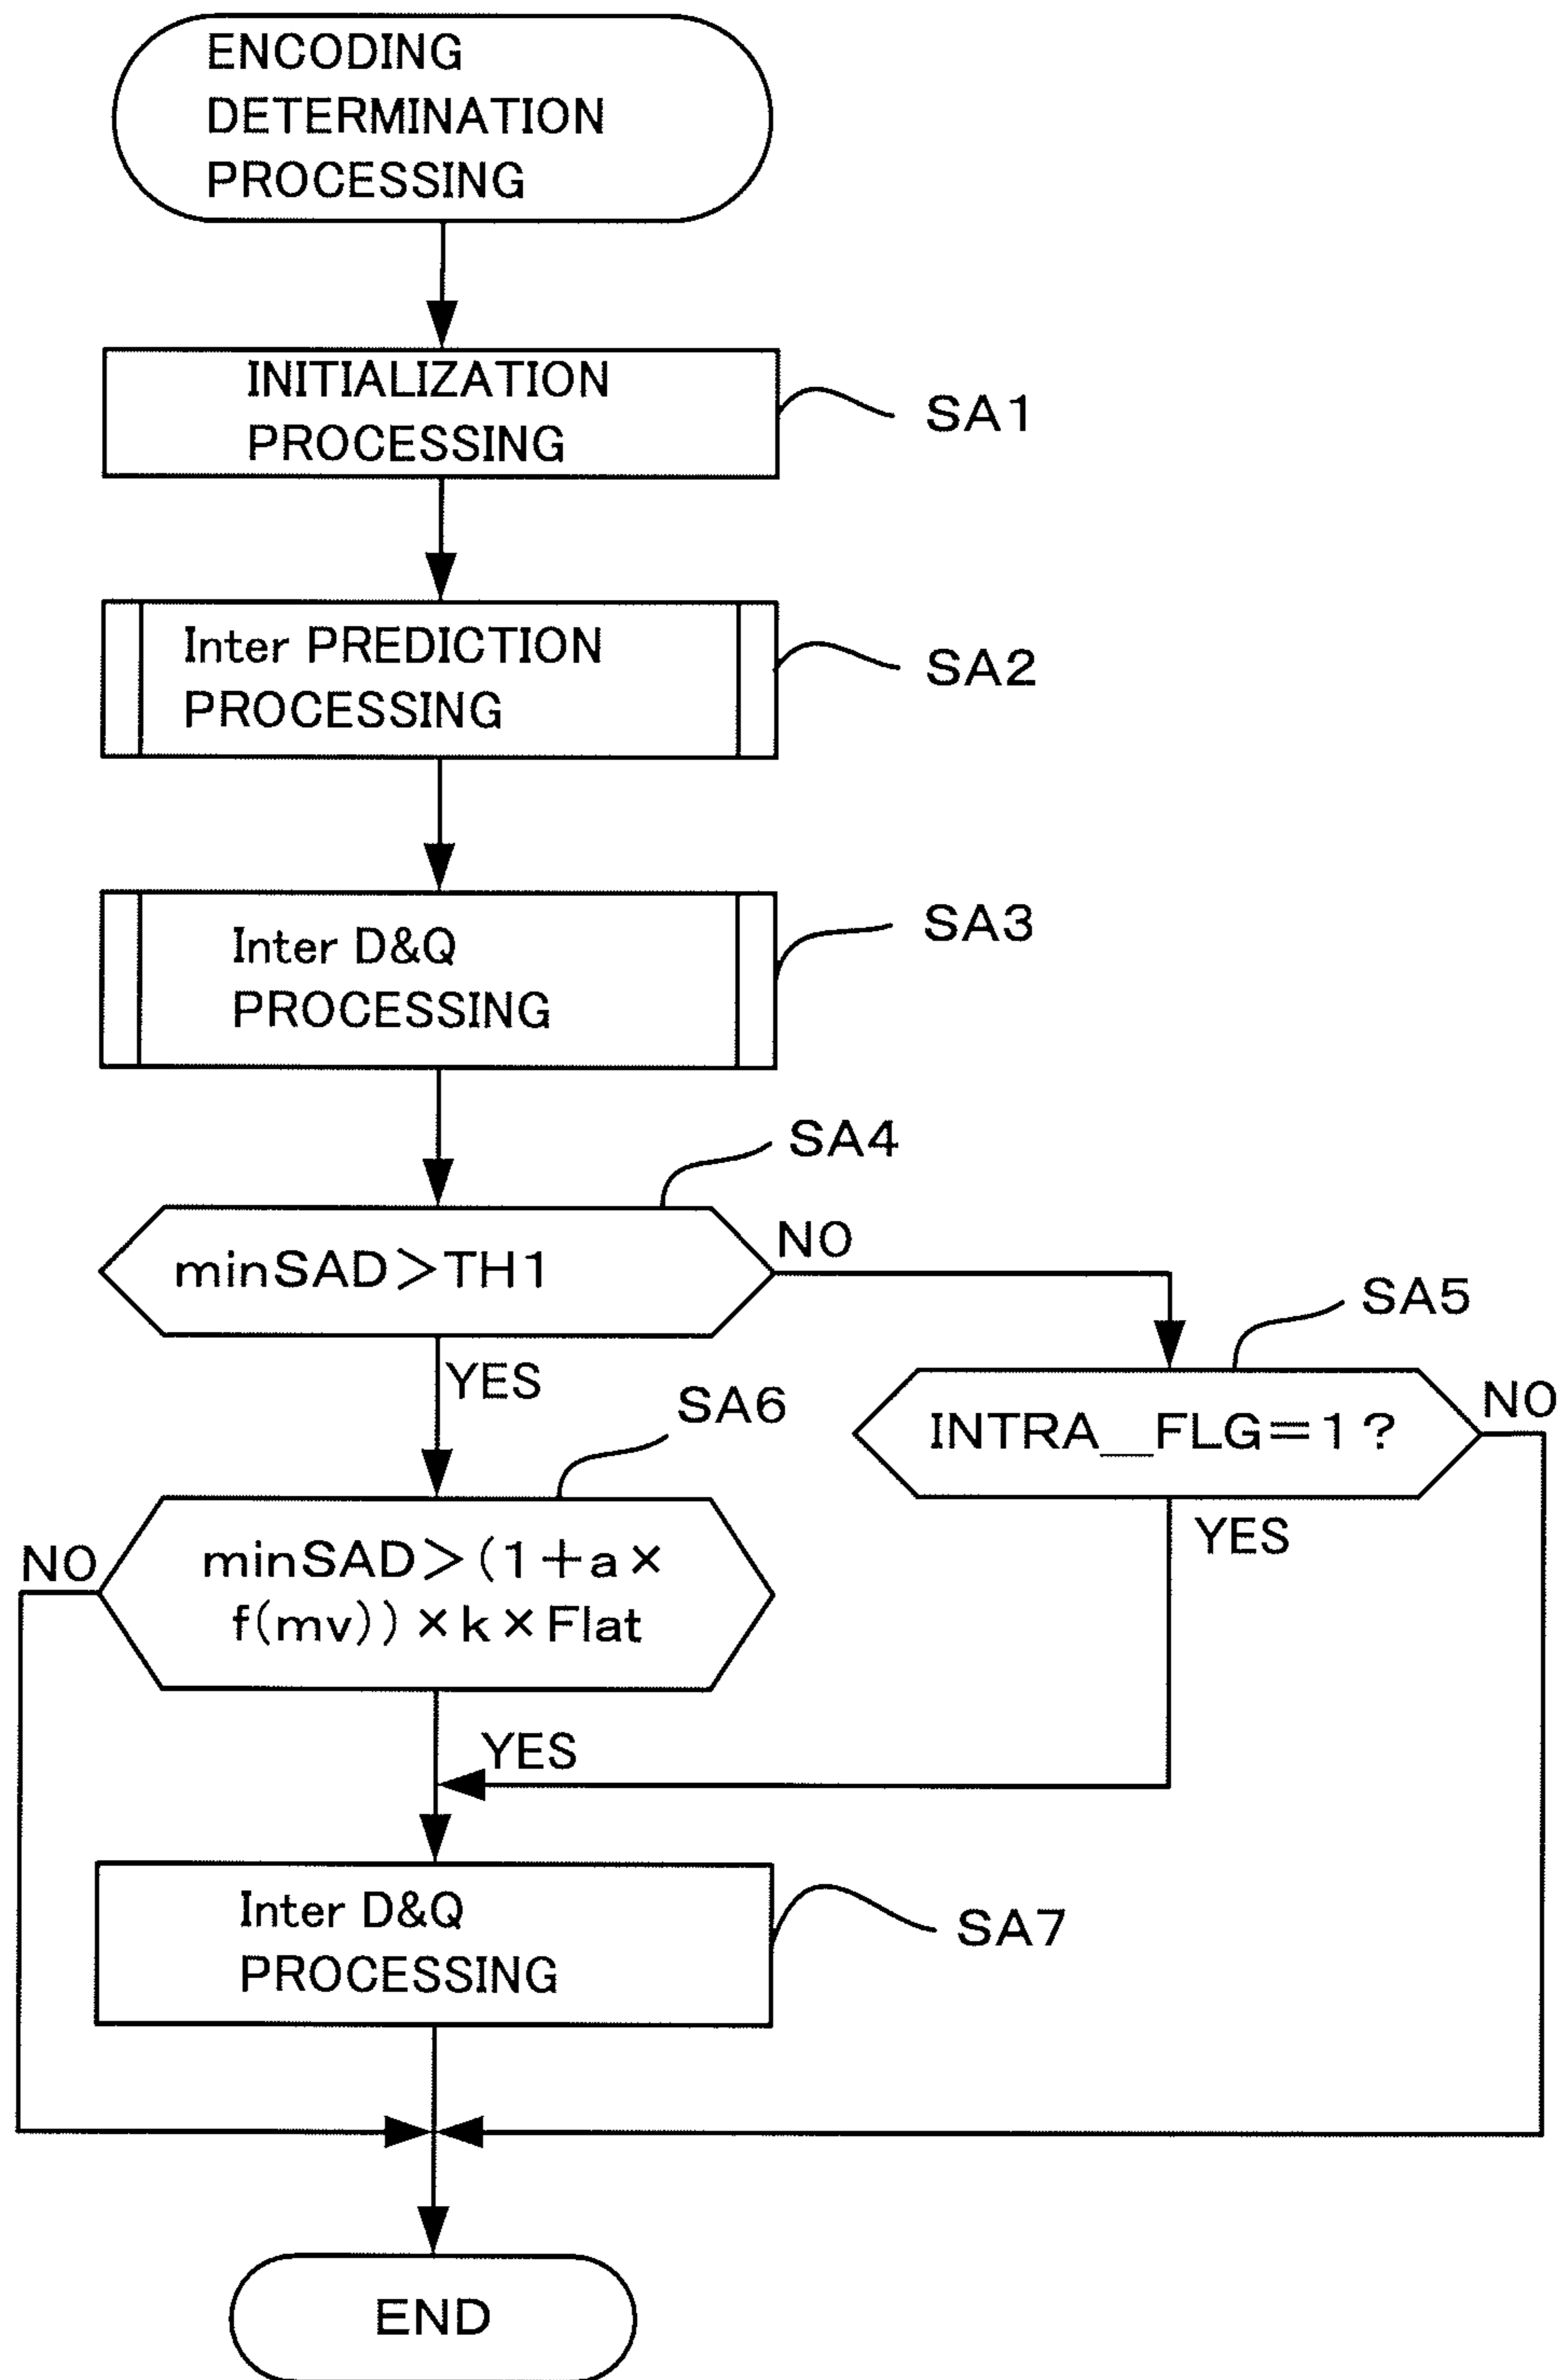 ENCODING
DETERMINATION
PROCESSING
INITIALIZATION
PROCESSING
SA1
Inter PREDICTION
PROCESSING
SA2
Inter D&Q
PROCESSING
SA3
SA4
minSAD＞TH1
NO
YES
SA5
INTRA__FLG＝1？
NO
YES
SA6
minSAD＞(1＋a×
f(mv))×k×Flat
NO
YES
Inter D&Q
PROCESSING
SA7
END